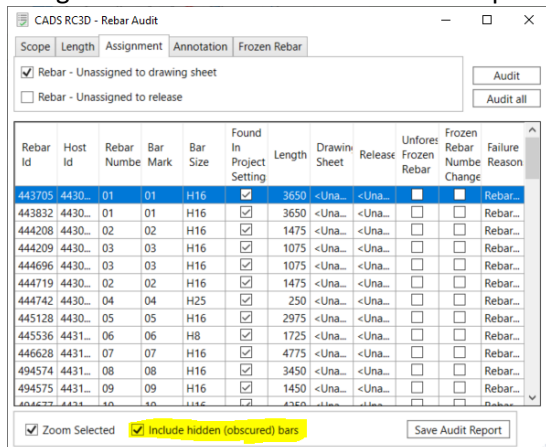 CADS RC3D - Rebar Audit
Scope Length Assignment Annotation Frozen Rebar
Rebar - Unassigned to drawing sheet
Audit
Rebar - Unassigned to release
Audit all
Rebar Id Host Id Rebar Numbe Bar Mark Bar Size Found In Project Setting Length Drawin Sheet Release Unfores Frozen Rebar Frozen Rebar Numbe Change Failure Reason
443705 4430... 01 01 H16 3650 <Una... <Una... Rebar...
443832 4430... 01 01 H16 3650 <Una... <Una... Rebar...
444208 4430... 02 02 H16 1475 <Una... <Una... Rebar...
444209 4430... 03 03 H16 1075 <Una... <Una... Rebar...
444696 4430... 03 03 H16 1075 <Una... <Una... Rebar...
444719 4430... 02 02 H16 1475 <Una... <Una... Rebar...
444742 4430... 04 04 H25 250 <Una... <Una... Rebar...
445128 4430... 05 05 H16 2975 <Una... <Una... Rebar...
445536 4431... 06 06 H8 1725 <Una... <Una... Rebar...
446628 4431... 07 07 H16 4775 <Una... <Una... Rebar...
494574 4431... 08 08 H16 3450 <Una... <Una... Rebar...
494575 4431... 09 09 H16 1450 <Una... <Una... Rebar...
Zoom Selected Include hidden (obscured) bars Save Audit Report